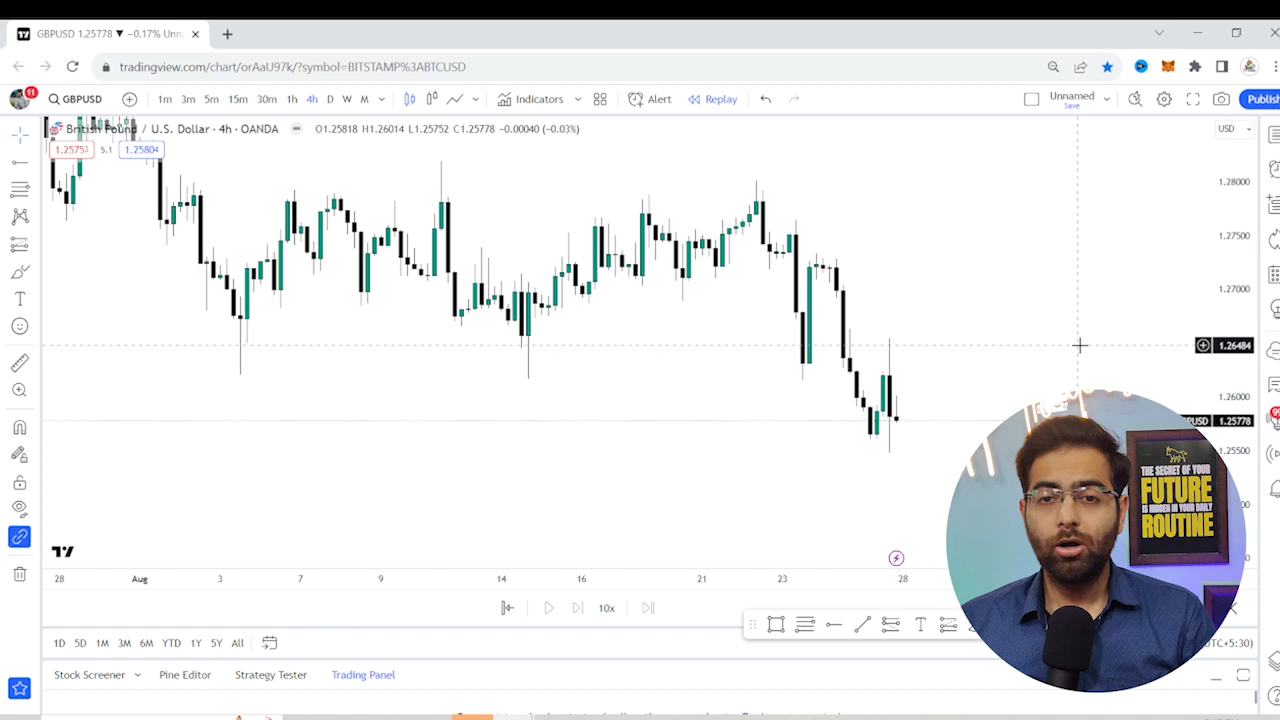 GBPUSD 1.25778 ▼ −0.17% Unn
tradingview.com/chart/orAaU97k/?symbol=BITSTAMP%3ABTCUSD
11
GBPUSD 1m 3m 5m 15m 30m 1h 4h D W M Indicators Alert Replay Unnamed Save Publish
British Pound / U.S. Dollar · 4h · OANDA O1.25818 H1.26014 L1.25752 C1.25778 −0.00040 (−0.03%)
USD
1.25753 5.1 1.25804
1.28000
1.27500
1.27000
1.26484
1.26000
USD 1.25778
1.25500
THE SECRET OF YOUR
FUTURE
IS HIDDEN IN YOUR DAILY
ROUTINE
28 Aug 3 7 9 14 16 21 23 28
10x
1D 5D 1M 3M 6M YTD 1Y 5Y All
UTC+5:30)
Stock Screener Pine Editor Strategy Tester Trading Panel